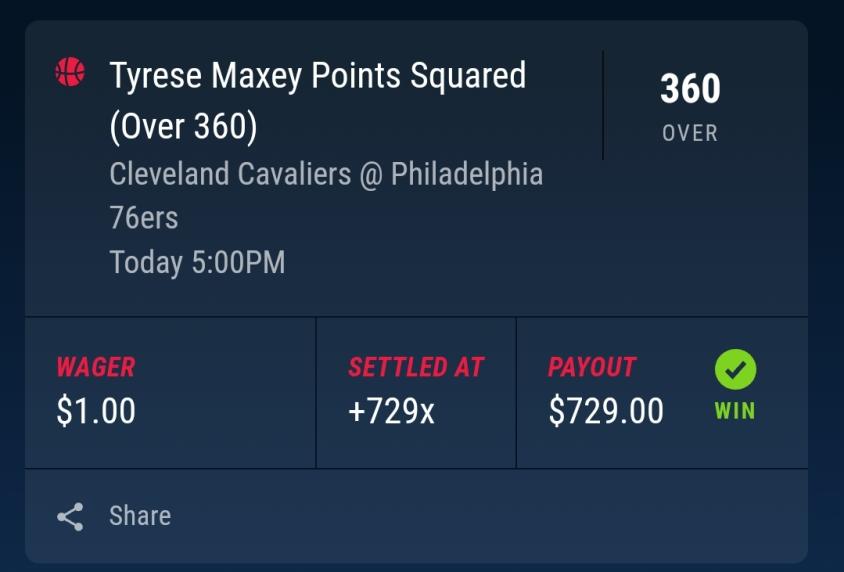 Tyrese Maxey Points Squared
(Over 360)
Cleveland Cavaliers @ Philadelphia
76ers
Today 5:00PM
360
OVER
WAGER
$1.00
SETTLED AT
+729x
PAYOUT
$729.00
WIN
Share